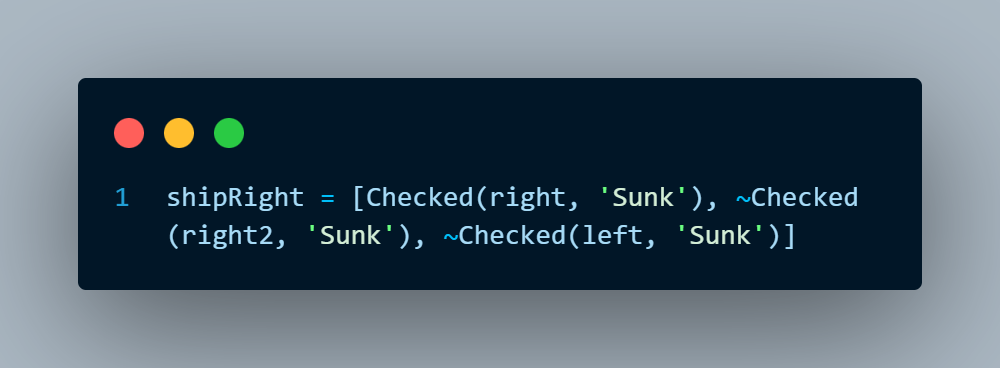 1 shipRight = [Checked(right, 'Sunk'), ~Checked
(right2, 'Sunk'), ~Checked(left, 'Sunk')]